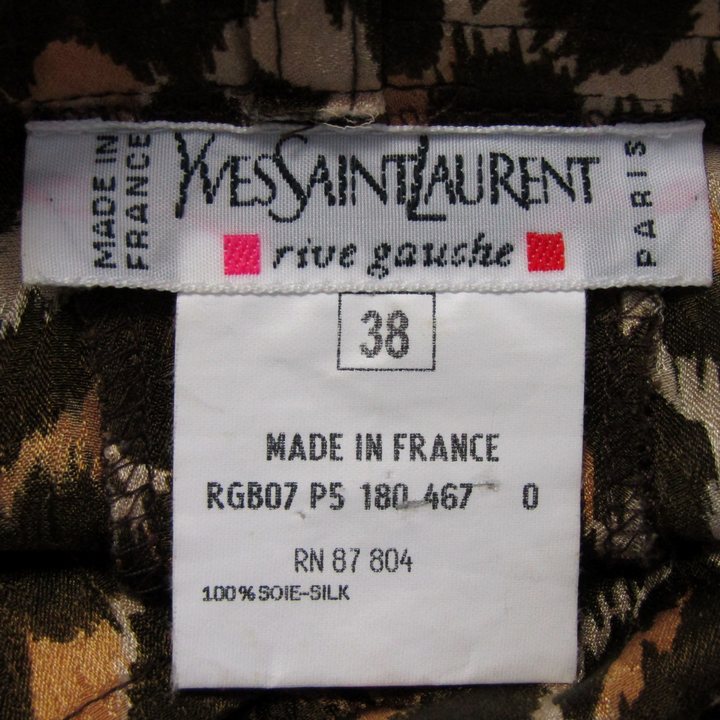 MADE IN
FRANCE
YVESSAINTLAURENT
rive gauche
PARIS
38
MADE IN FRANCE
RGB07 P5 180 467 0
RN 87 804
100% SOIE-SILK